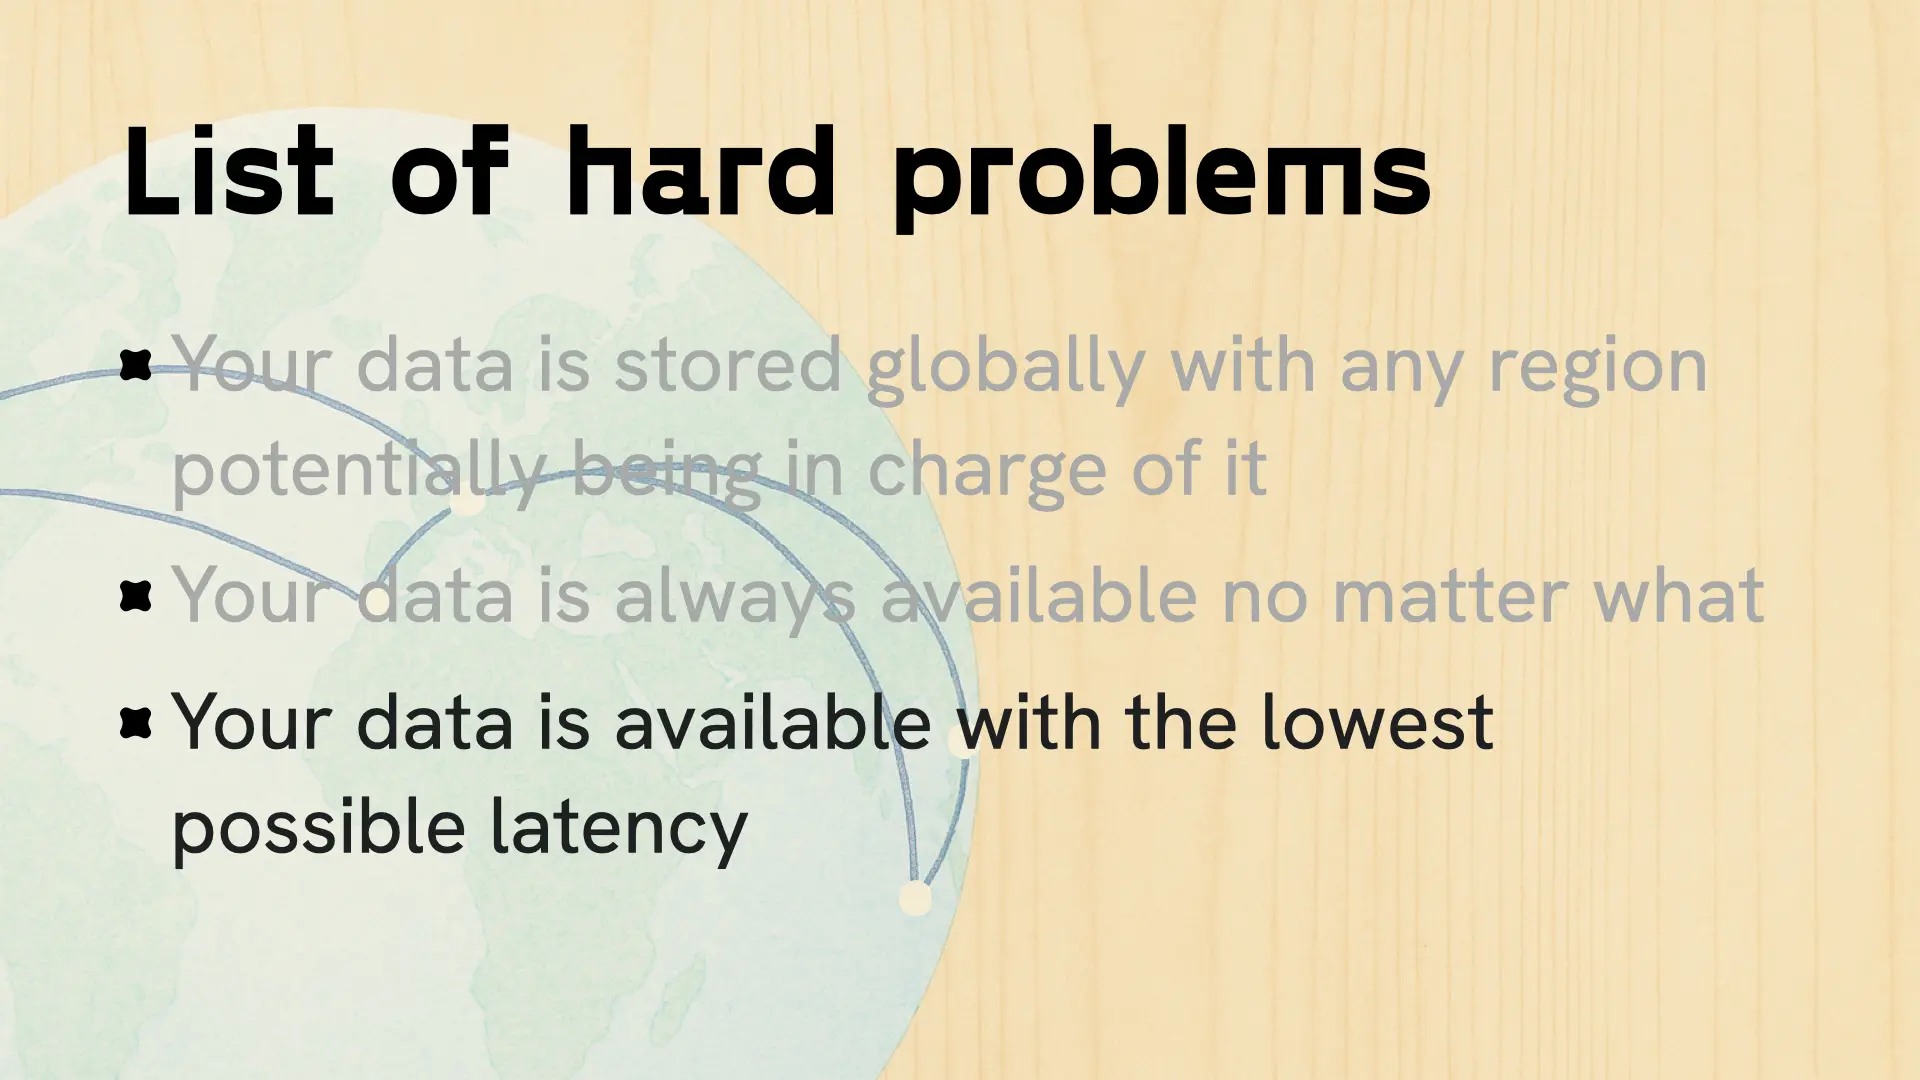 List of hard problems
Your data is stored globally with any region
potentially being in charge of it
Your data is always available no matter what
Your data is available with the lowest
possible latency